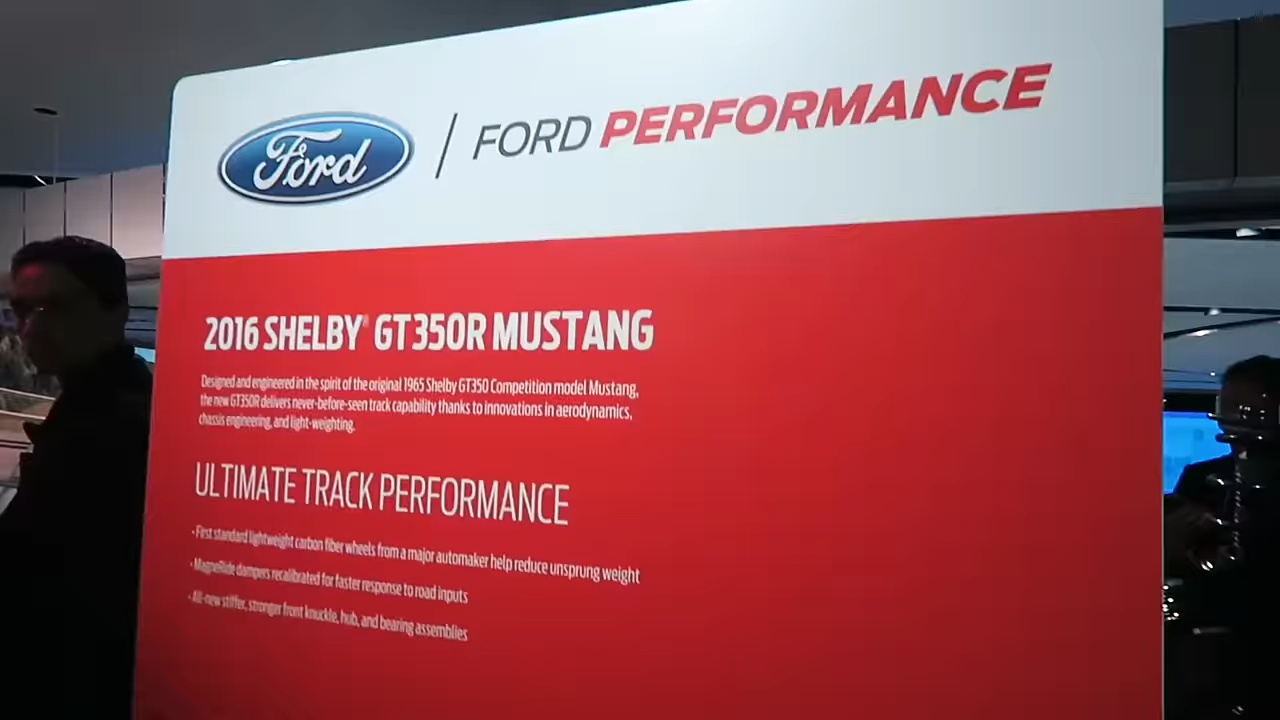 Ford / FORD PERFORMANCE
2016 SHELBY® GT350R MUSTANG
Designed and engineered in the spirit of the original 1965 Shelby GT350 Competition model Mustang,
the new GT350R delivers never-before-seen track capability thanks to innovations in aerodynamics,
chassis engineering, and light-weighting.
ULTIMATE TRACK PERFORMANCE
• First standard lightweight carbon fiber wheels from a major automaker help reduce unsprung weight
• MagneRide dampers recalibrated for faster response to road inputs
• All-new stiffer, stronger front knuckle, hub, and bearing assemblies